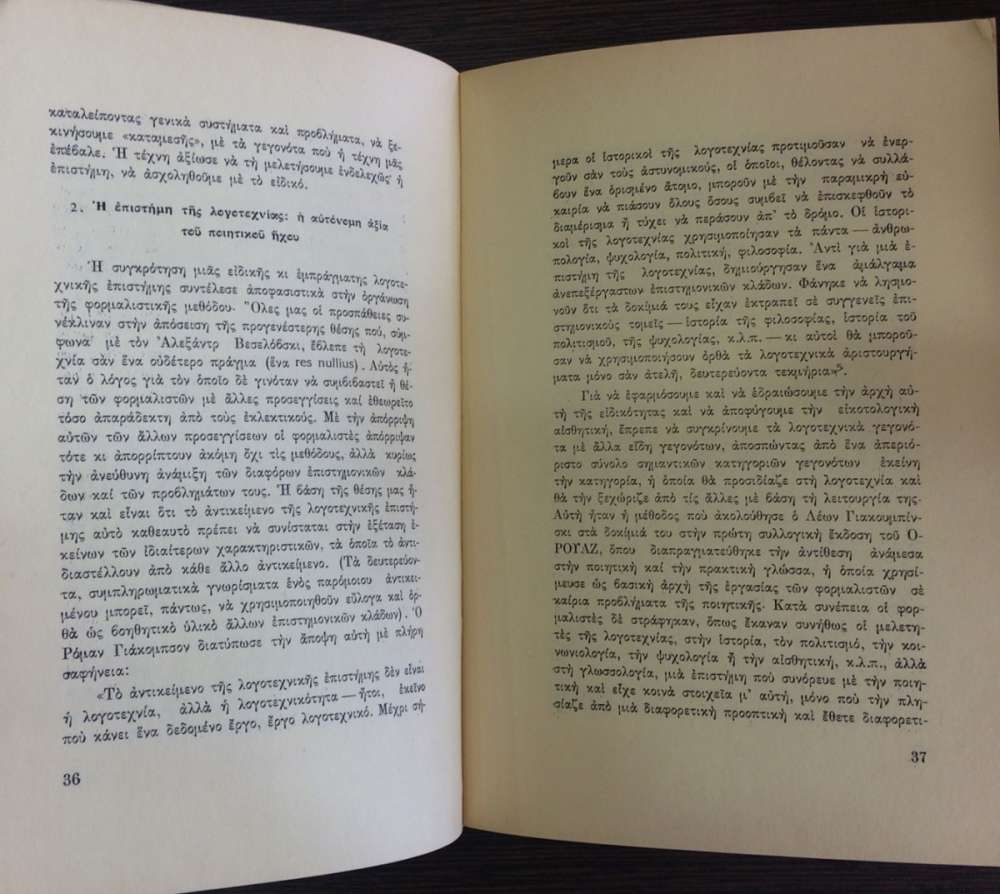 καταλείποντας γενικὰ συστήματα καὶ προβλήματα, νὰ ξε-
κινήσουμε «καταμεσῆς», μὲ τὰ γεγονότα ποὺ ἡ τέχνη μᾶς
ἐπέβαλε. Ἡ τέχνη ἀξίωσε νὰ τὴ μελετήσουμε ἐνδελεχῶς· ἡ
ἐπιστήμη, νὰ ἀσχοληθοῦμε μὲ τὸ εἰδικό.
2. Ἡ ἐπιστήμη τῆς λογοτεχνίας: ἡ αὐτόνομη ἀξία
τοῦ ποιητικοῦ ἤχου
Ἡ συγκρότηση μιᾶς εἰδικῆς κι ἐμπράγματης λογοτε-
χνικῆς ἐπιστήμης συντέλεσε ἀποφασιστικὰ στὴν ὀργάνωση
τῆς φορμαλιστικῆς μεθόδου. Ὅλες μας οἱ προσπάθειες συ-
νέκλιναν στὴν ἀπόσειση τῆς προγενέστερης θέσης πού, σύμ-
φωνα μὲ τὸν Ἀλεξάντρ Βεσελόβσκι, ἔβλεπε τὴ λογοτε-
χνία σὰν ἕνα οὐδέτερο πράγμα (ἕνα res nullius). Αὐτὸς ἦ-
ταν ὁ λόγος γιὰ τὸν ὁποῖο δὲ γινόταν νὰ συμβιβαστεῖ ἡ θέ-
ση τῶν φορμαλιστῶν μὲ ἄλλες προσεγγίσεις καὶ ἐθεωρεῖτο
τόσο ἀπαράδεκτη ἀπὸ τοὺς ἐκλεκτικούς. Μὲ τὴν ἀπόρριψη
αὐτῶν τῶν ἄλλων προσεγγίσεων οἱ φορμαλιστὲς ἀπόρριψαν
τότε κι ἀπορρίπτουν ἀκόμη ὄχι τὶς μεθόδους, ἀλλὰ κυρίως
τὴν ἀνεύθυνη ἀνάμιξη τῶν διαφόρων ἐπιστημονικῶν κλά-
δων καὶ τῶν προβλημάτων τους. Ἡ βάση τῆς θέσης μας ἦ-
ταν καὶ εἶναι ὅτι τὸ ἀντικείμενο τῆς λογοτεχνικῆς ἐπιστή-
μης αὐτὸ καθεαυτὸ πρέπει νὰ συνίσταται στὴν ἐξέταση ἐ-
κείνων τῶν ἰδιαίτερων χαρακτηριστικῶν, τὰ ὁποῖα τὸ ἀντι-
διαστέλλουν ἀπὸ κάθε ἄλλο ἀντικείμενο. (Τὰ δευτερεύον-
τα, συμπληρωματικὰ γνωρίσματα ἑνὸς παρόμοιου ἀντικει-
μένου μπορεῖ, πάντως, νὰ χρησιμοποιηθοῦν εὔλογα καὶ ὀρ-
θὰ ὡς βοηθητικὸ ὑλικὸ ἄλλων ἐπιστημονικῶν κλάδων). Ὁ
Ρόμαν Γιάκομπσον διατύπωσε τὴν ἄποψη αὐτὴ μὲ πλήρη
σαφήνεια:
«Τὸ ἀντικείμενο τῆς λογοτεχνικῆς ἐπιστήμης δὲν εἶναι
ἡ λογοτεχνία, ἀλλὰ ἡ λογοτεχνικότητα — ἤτοι, ἐκεῖνο
ποὺ κάνει ἕνα δεδομένο ἔργο, ἔργο λογοτεχνικό. Μέχρι σή-
36
μερα οἱ ἱστορικοὶ τῆς λογοτεχνίας προτιμοῦσαν νὰ ἐνερ-
γοῦν σὰν τοὺς ἀστυνομικούς, οἱ ὁποῖοι, θέλοντας νὰ συλλά-
βουν ἕνα ὁρισμένο ἄτομο, μποροῦν μὲ τὴν παραμικρὴ εὐ-
καιρία νὰ πιάσουν ὅλους ὅσους συμβεῖ νὰ ἐπισκεφθοῦν τὸ
διαμέρισμα ἢ τύχει νὰ περάσουν ἀπ' τὸ δρόμο. Οἱ ἱστορι-
κοὶ τῆς λογοτεχνίας χρησιμοποίησαν τὰ πάντα — ἀνθρω-
πολογία, ψυχολογία, πολιτική, φιλοσοφία. Ἀντὶ γιὰ μιὰ ἐ-
πιστήμη τῆς λογοτεχνίας, δημιούργησαν ἕνα ἀμάλγαμα
ἀνεπεξέργαστων ἐπιστημονικῶν κλάδων. Φάνηκε νὰ λησμο-
νοῦν ὅτι τὰ δοκίμιά τους εἶχαν ἐκτραπεῖ σὲ συγγενεῖς ἐπι-
στημονικοὺς τομεῖς — ἱστορία τῆς φιλοσοφίας, ἱστορία τοῦ
πολιτισμοῦ, τῆς ψυχολογίας, κ.λ.π. — κι αὐτοὶ θὰ μποροῦ-
σαν νὰ χρησιμοποιήσουν ὀρθὰ τὰ λογοτεχνικὰ ἀριστουργή-
ματα μόνο σὰν ἀτελῆ, δευτερεύοντα τεκμήρια»⁵.
Γιὰ νὰ ἐφαρμόσουμε καὶ νὰ ἑδραιώσουμε τὴν ἀρχὴ αὐ-
τὴ τῆς εἰδικότητας καὶ νὰ ἀποφύγουμε τὴν εἰκοτολογικὴ
αἰσθητική, ἔπρεπε νὰ συγκρίνουμε τὰ λογοτεχνικὰ γεγονό-
τα μὲ ἄλλα εἴδη γεγονότων, ἀποσπώντας ἀπὸ ἕνα ἀπεριό-
ριστο σύνολο σημαντικῶν κατηγοριῶν γεγονότων ἐκείνη
τὴν κατηγορία, ἡ ὁποία θὰ προσιδίαζε στὴ λογοτεχνία καὶ
θὰ τὴν ξεχώριζε ἀπὸ τὶς ἄλλες μὲ βάση τὴ λειτουργία της.
Αὐτὴ ἦταν ἡ μέθοδος ποὺ ἀκολούθησε ὁ Λέων Γιακουμπίν-
σκι στὰ δοκίμιά του στὴν πρώτη συλλογικὴ ἔκδοση τοῦ Ο-
ΡΟΥΑΖ, ὅπου διαπραγματεύθηκε τὴν ἀντίθεση ἀνάμεσα
στὴν ποιητικὴ καὶ τὴν πρακτικὴ γλῶσσα, ἡ ὁποία χρησί-
μευσε ὡς βασικὴ ἀρχὴ τῆς ἐργασίας τῶν φορμαλιστῶν σὲ
καίρια προβλήματα τῆς ποιητικῆς. Κατὰ συνέπεια οἱ φορ-
μαλιστὲς δὲ στράφηκαν, ὅπως ἔκαναν συνήθως οἱ μελετη-
τὲς τῆς λογοτεχνίας, στὴν ἱστορία, τὸν πολιτισμό, τὴν κοι-
νωνιολογία, τὴν ψυχολογία ἢ τὴν αἰσθητική, κ.λ.π., ἀλλὰ
στὴ γλωσσολογία, μιὰ ἐπιστήμη ποὺ συνόρευε μὲ τὴν ποιη-
τικὴ καὶ εἶχε κοινὰ στοιχεῖα μ' αὐτή, μόνο ποὺ τὴν πλη-
σίαζε ἀπὸ μιὰ διαφορετικὴ προοπτικὴ καὶ ἔθετε διαφορετι-
37